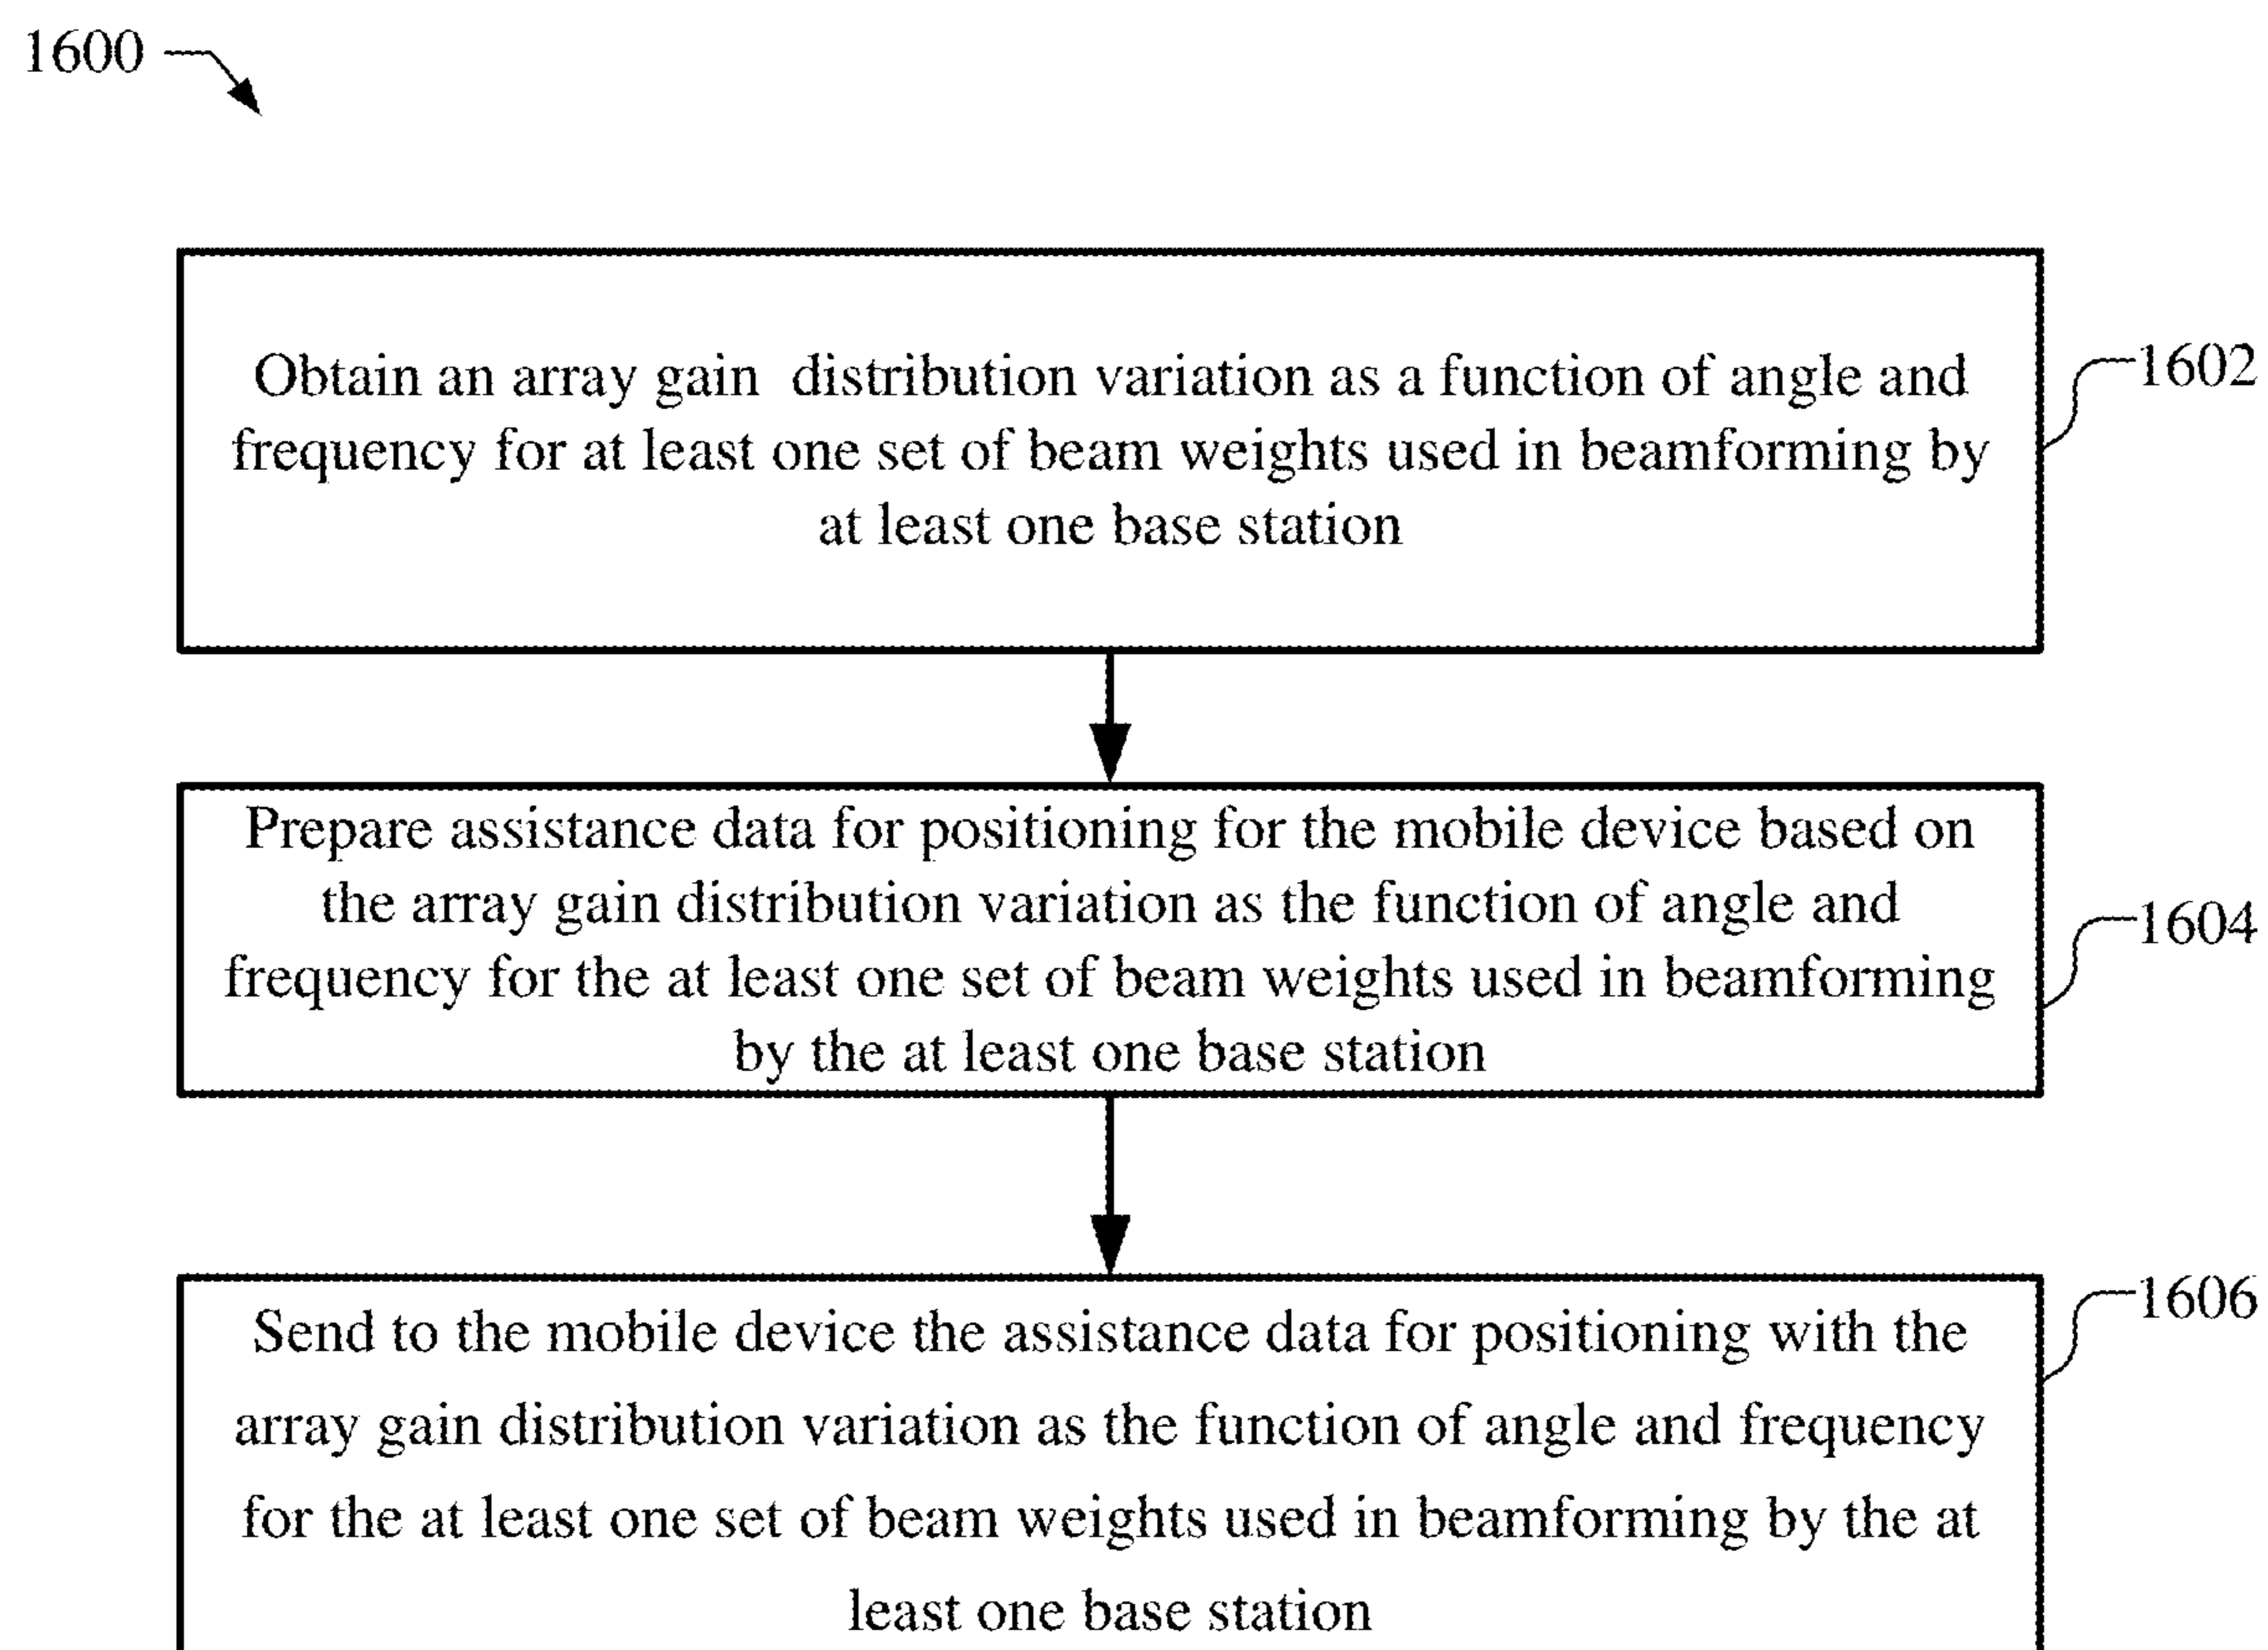 1600
Obtain an array gain distribution variation as a function of angle and
frequency for at least one set of beam weights used in beamforming by
at least one base station
1602
Prepare assistance data for positioning for the mobile device based on
the array gain distribution variation as the function of angle and
frequency for the at least one set of beam weights used in beamforming
by the at least one base station
1604
Send to the mobile device the assistance data for positioning with the
array gain distribution variation as the function of angle and frequency
for the at least one set of beam weights used in beamforming by the at
least one base station
1606